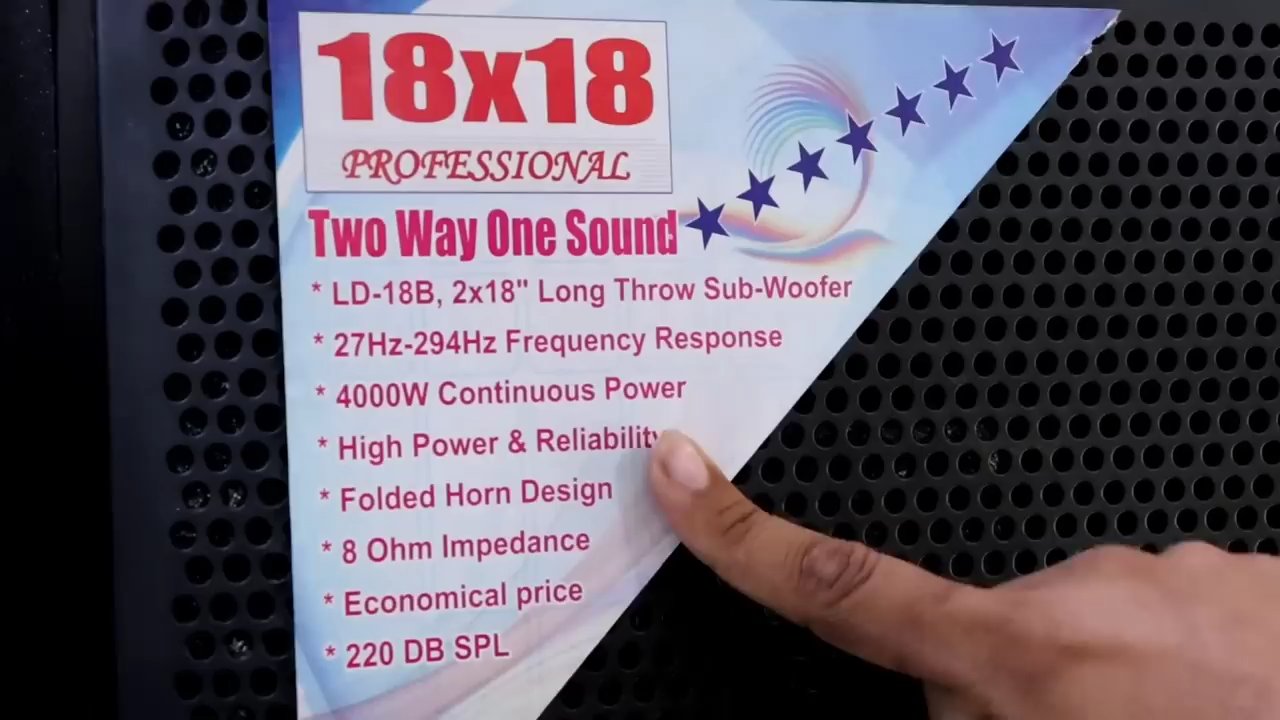 18x18
PROFESSIONAL
Two Way One Sound
* LD-18B, 2x18" Long Throw Sub-Woofer
* 27Hz-294Hz Frequency Response
* 4000W Continuous Power
* High Power & Reliability
* Folded Horn Design
* 8 Ohm Impedance
* Economical price
* 220 DB SPL